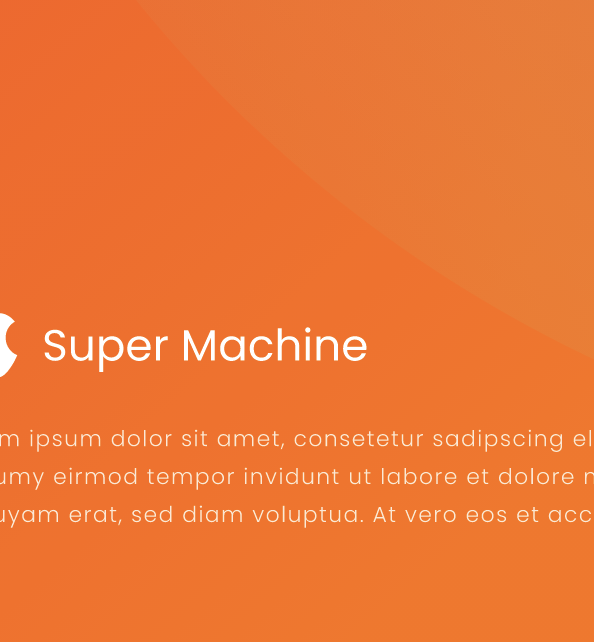 Super Machine
m ipsum dolor sit amet, consetetur sadipscing el
umy eirmod tempor invidunt ut labore et dolore
uyam erat, sed diam voluptua. At vero eos et acc